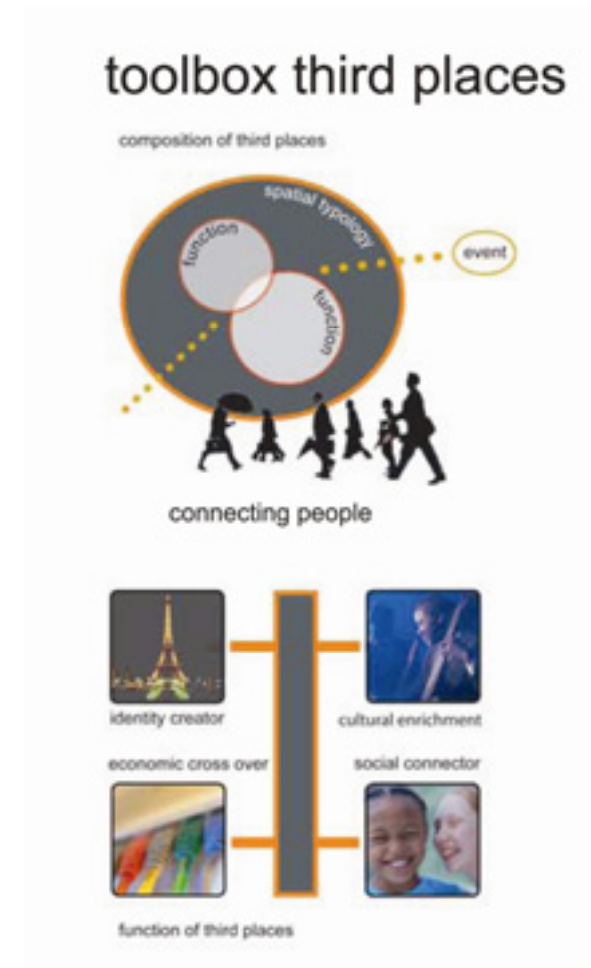 toolbox third places
composition of third places
spatial typology
function
event
function
connecting people
identity creator
cultural enrichment
economic cross over
social connector
function of third places